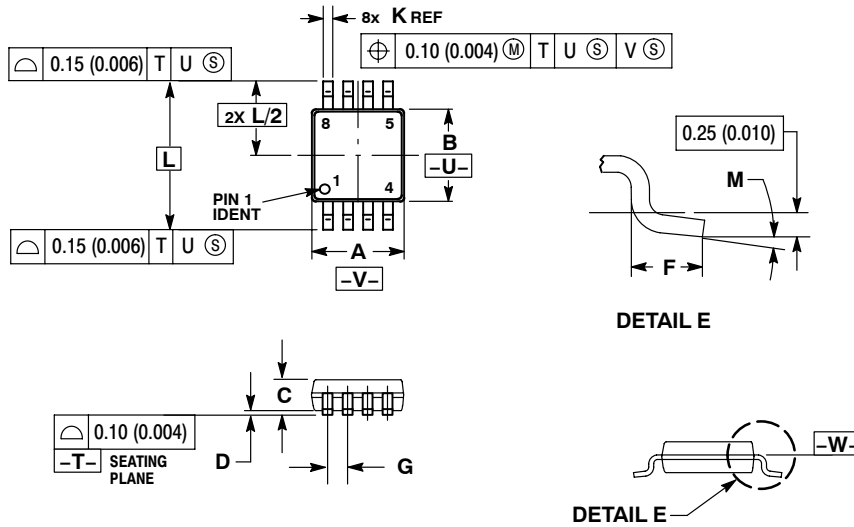 8x K REF
⌓ 0.15 (0.006) T U Ⓢ
⌖ 0.10 (0.004) Ⓜ T U Ⓢ V Ⓢ
2X L/2
8 5
B
–U–
L
PIN 1
IDENT
1 4
⌓ 0.15 (0.006) T U Ⓢ
A
–V–
0.25 (0.010)
M
F
DETAIL E
C
⌓ 0.10 (0.004)
–T– SEATING
PLANE
D
G
–W–
DETAIL E